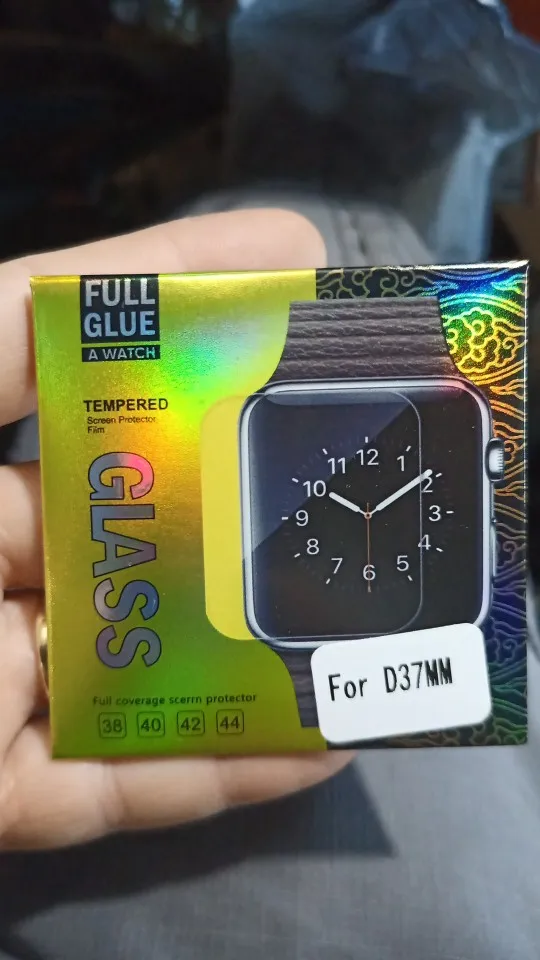 FULL
GLUE
A WATCH
TEMPERED
Screen Protector
Film
GLASS
12
11
1
10
2
9
3
8
4
7
5
6
For D37MM
Full coverage scerrn protector
38 40 42 44